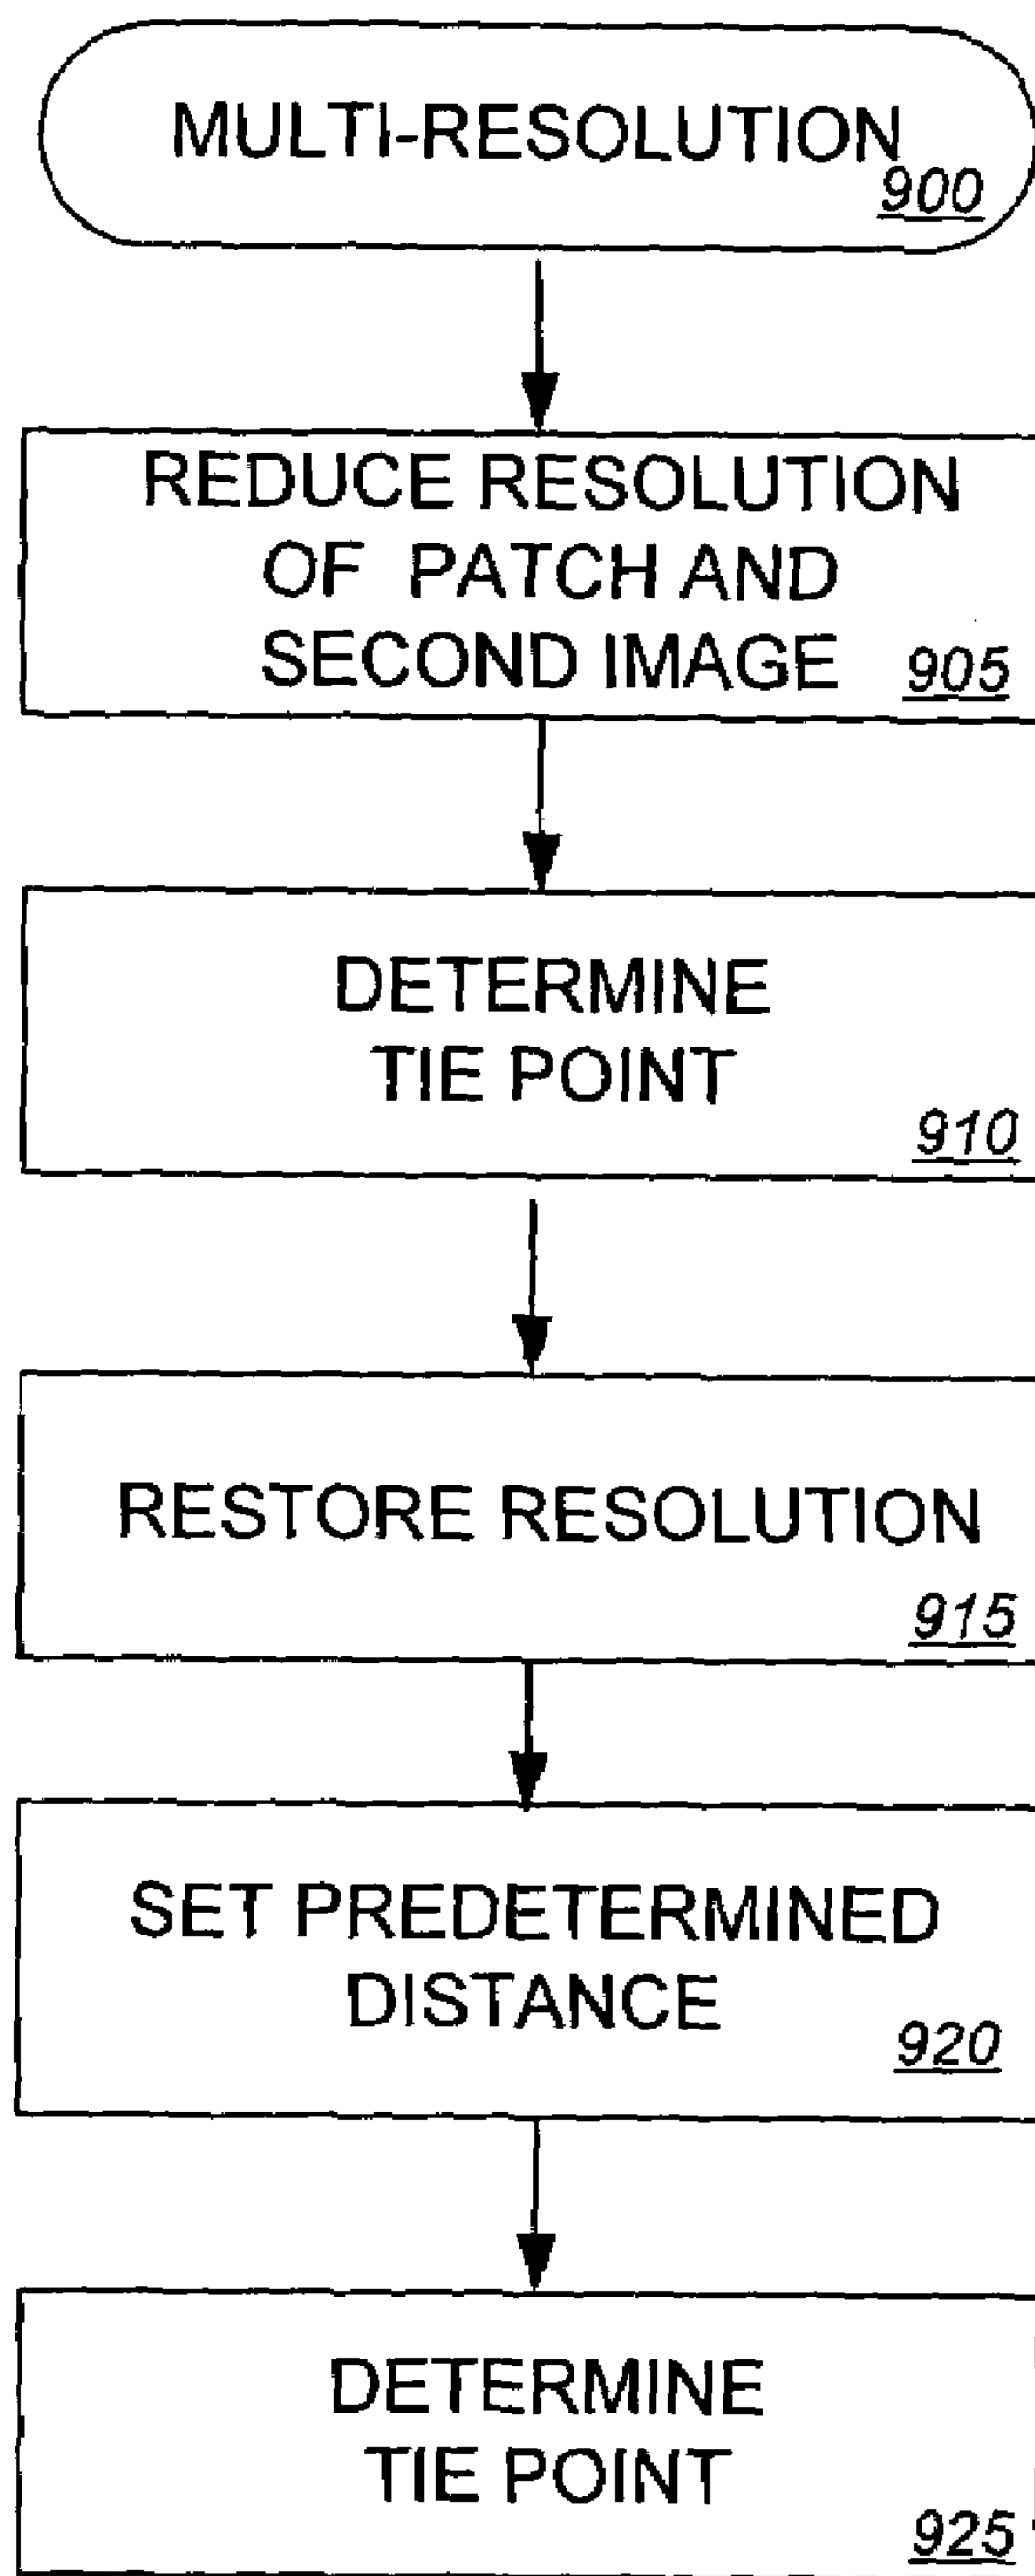 MULTI-RESOLUTION
900
REDUCE RESOLUTION
OF PATCH AND
SECOND IMAGE 905
DETERMINE
TIE POINT
910
RESTORE RESOLUTION
915
SET PREDETERMINED
DISTANCE
920
DETERMINE
TIE POINT
925